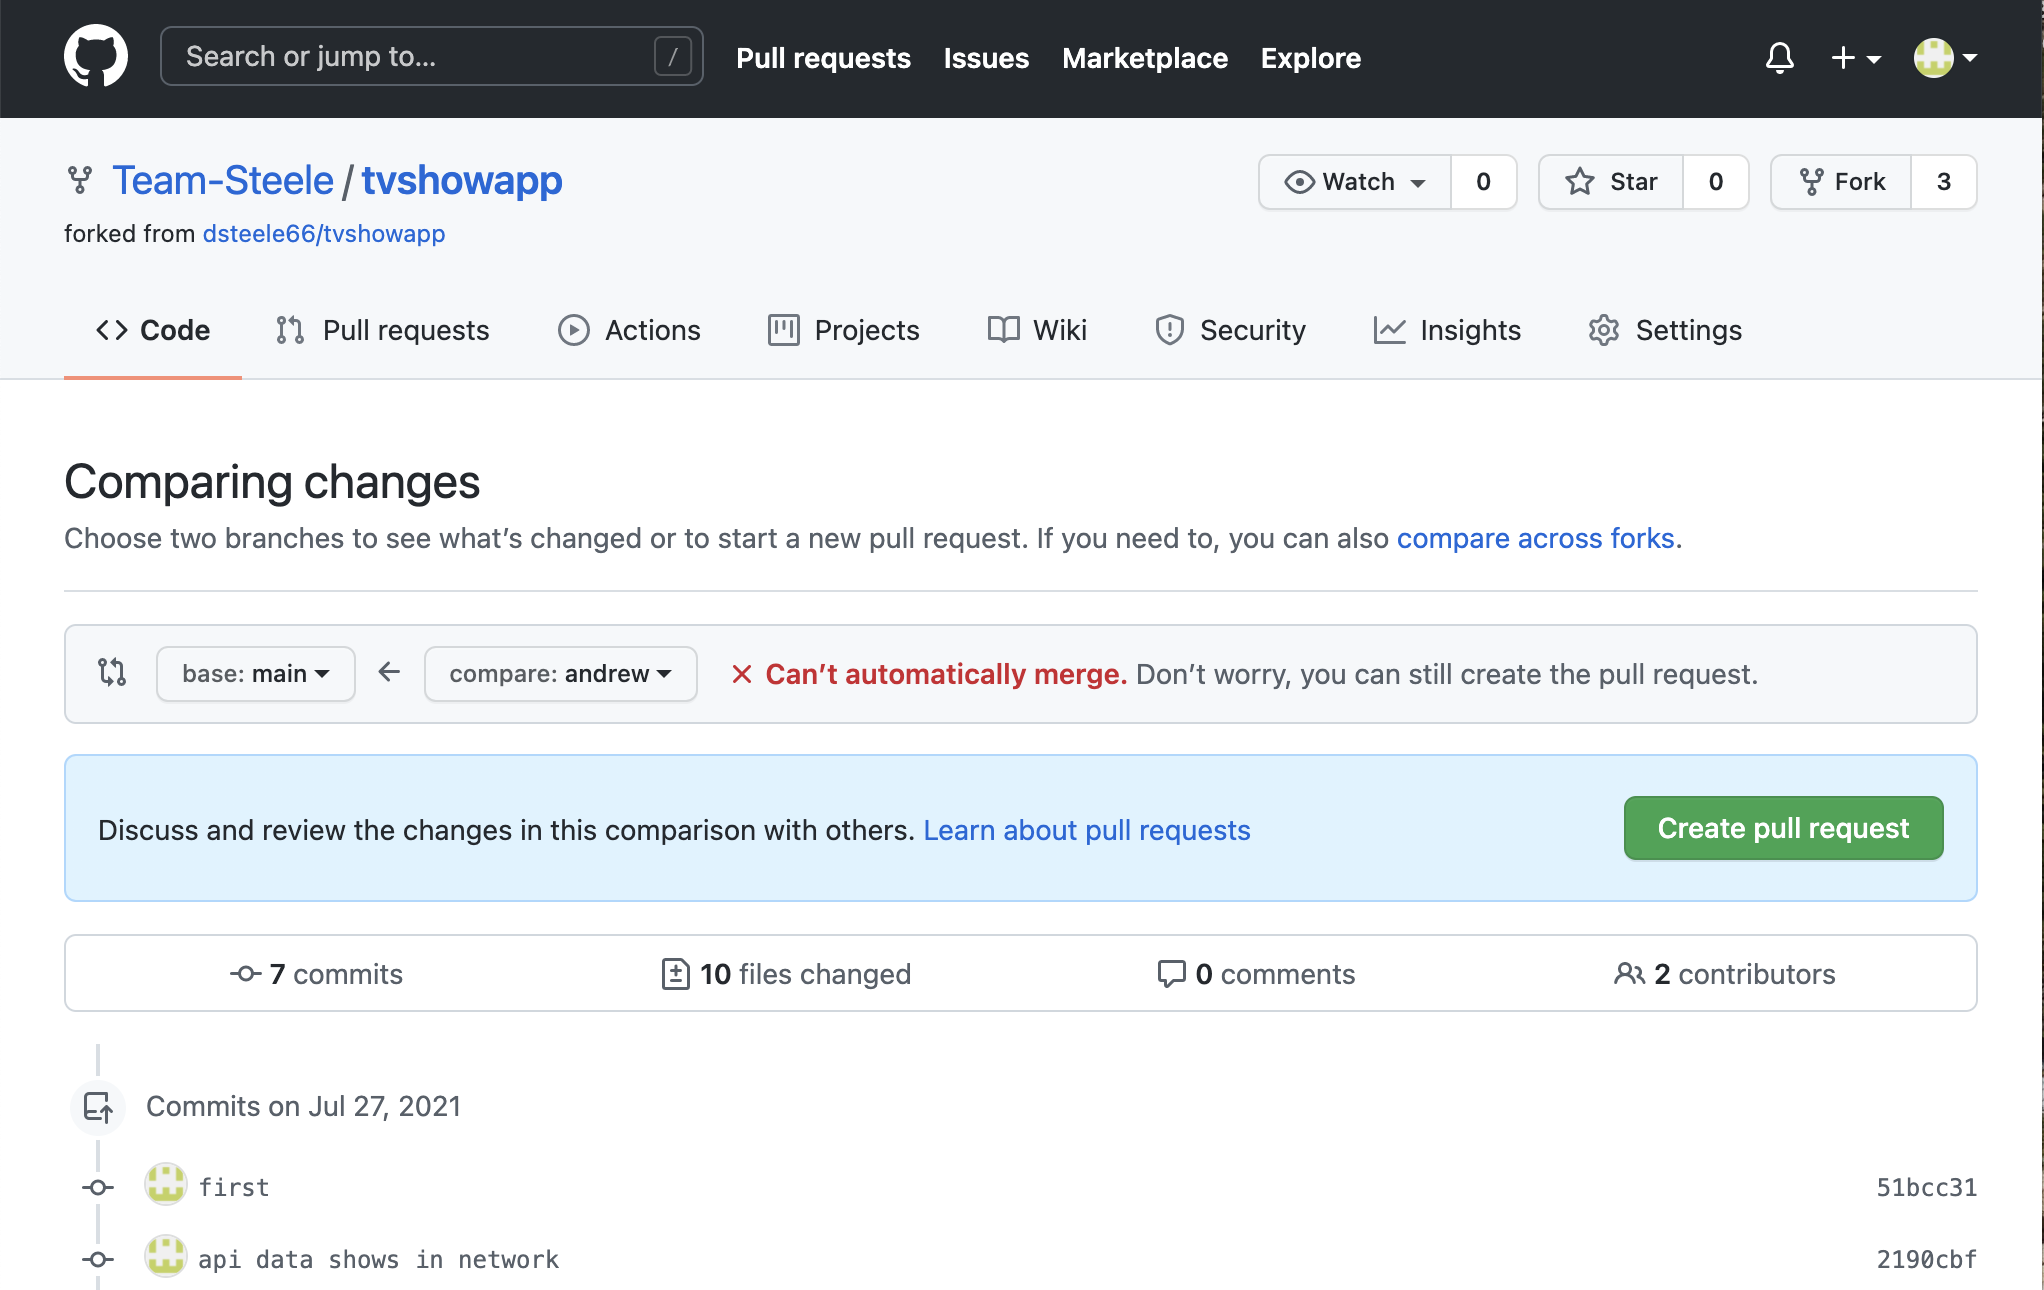 Search or jump to... /
Pull requests Issues Marketplace Explore
Team-Steele / tvshowapp
Watch 0 Star 0 Fork 3
forked from dsteele66/tvshowapp
Code Pull requests Actions Projects Wiki Security Insights Settings
Comparing changes
Choose two branches to see what’s changed or to start a new pull request. If you need to, you can also compare across forks.
base: main compare: andrew Can’t automatically merge. Don’t worry, you can still create the pull request.
Discuss and review the changes in this comparison with others. Learn about pull requests
Create pull request
7 commits 10 files changed 0 comments 2 contributors
Commits on Jul 27, 2021
first 51bcc31
api data shows in network 2190cbf